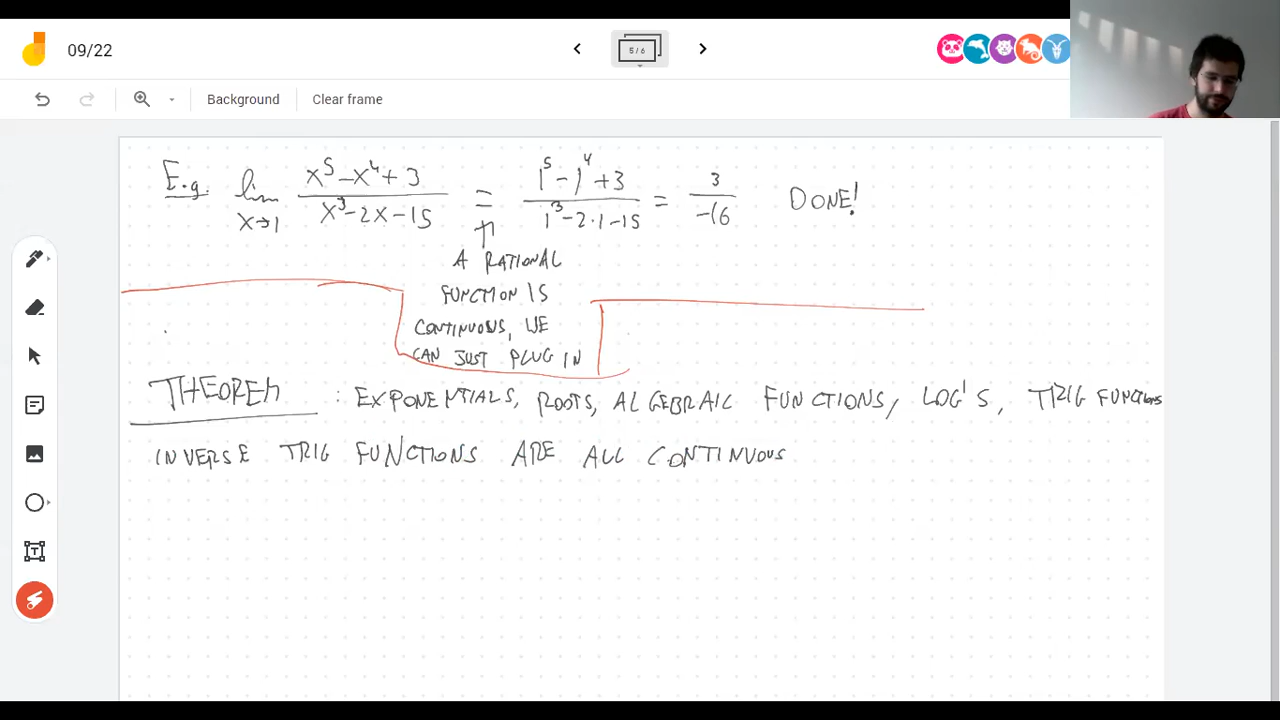 09/22
5/6
Background
Clear frame
E.g. lim x→1 (x^5 - x^4 + 3)/(x^3 - 2x - 15) = (1^5 - 1^4 + 3)/(1^3 - 2·1 - 15) = 3/-16 DONE!
↑
A RATIONAL
FUNCTION IS
CONTINUOUS, WE
CAN JUST PLUG IN
THEOREM : EXPONENTIALS, ROOTS, ALGEBRAIC FUNCTIONS, LOG'S, TRIG FUNCTIONS
INVERSE TRIG FUNCTIONS ARE ALL CONTINUOUS